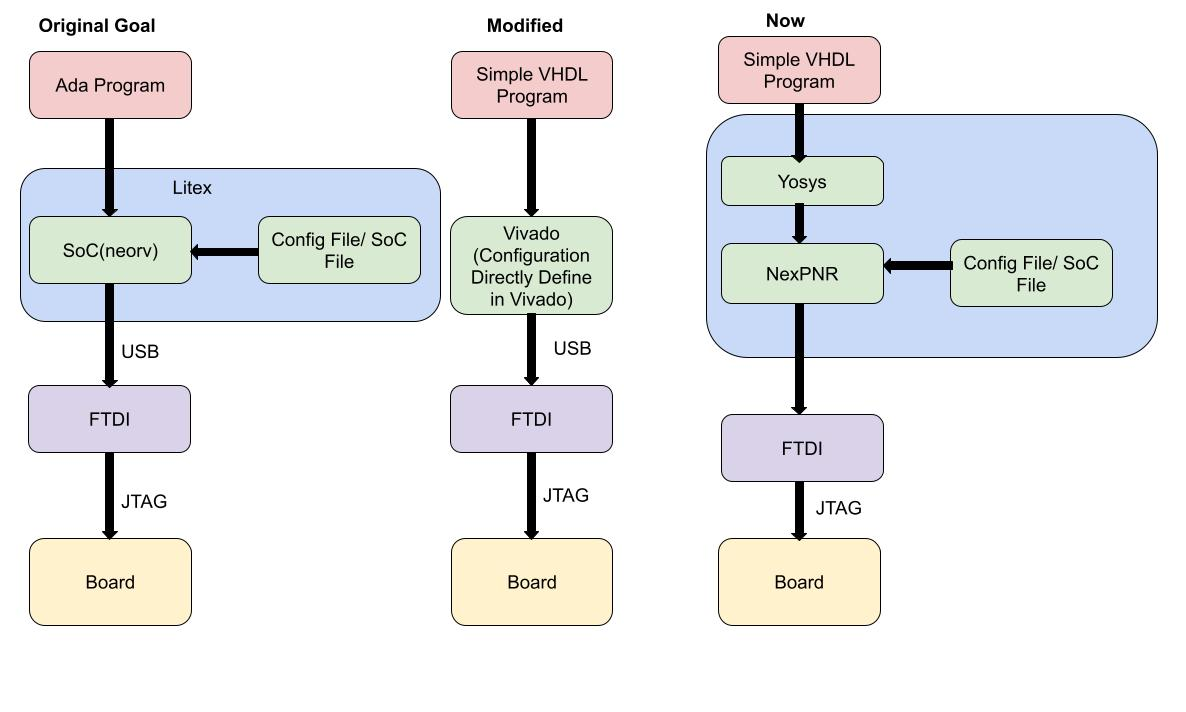 Original Goal
Ada Program
Litex
SoC(neorv)
Config File/ SoC
File
USB
FTDI
JTAG
Board
Modified
Simple VHDL
Program
Vivado
(Configuration
Directly Define
in Vivado)
USB
FTDI
JTAG
Board
Now
Simple VHDL
Program
Yosys
NexPNR
Config File/ SoC
File
FTDI
JTAG
Board